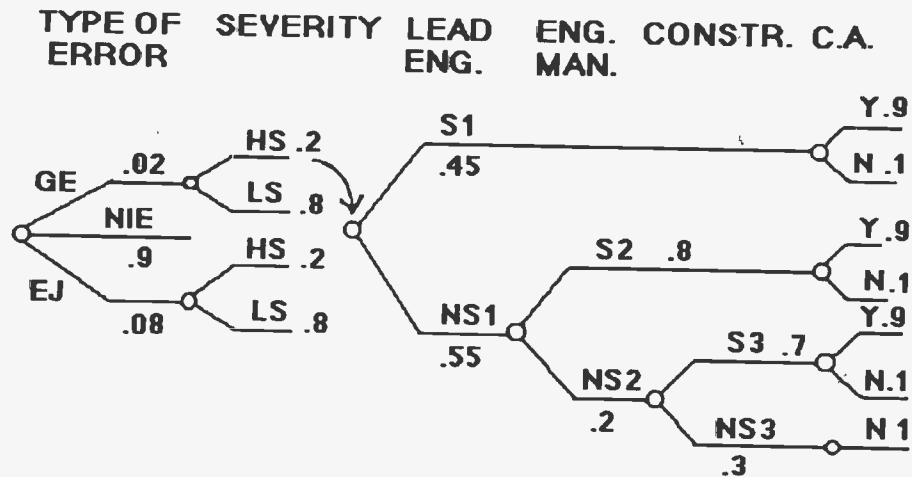 TYPE OF SEVERITY LEAD ENG. CONSTR. C.A.
ERROR ENG. MAN.
Y.9
S1
HS .2
.45
N .1
.02
GE
LS .8
NIE
.9
HS .2
Y.9
S2 .8
N.1
EJ
.08
LS .8
NS1
.55
Y.9
S3 .7
NS2
.2
N.1
NS3
.3
N 1